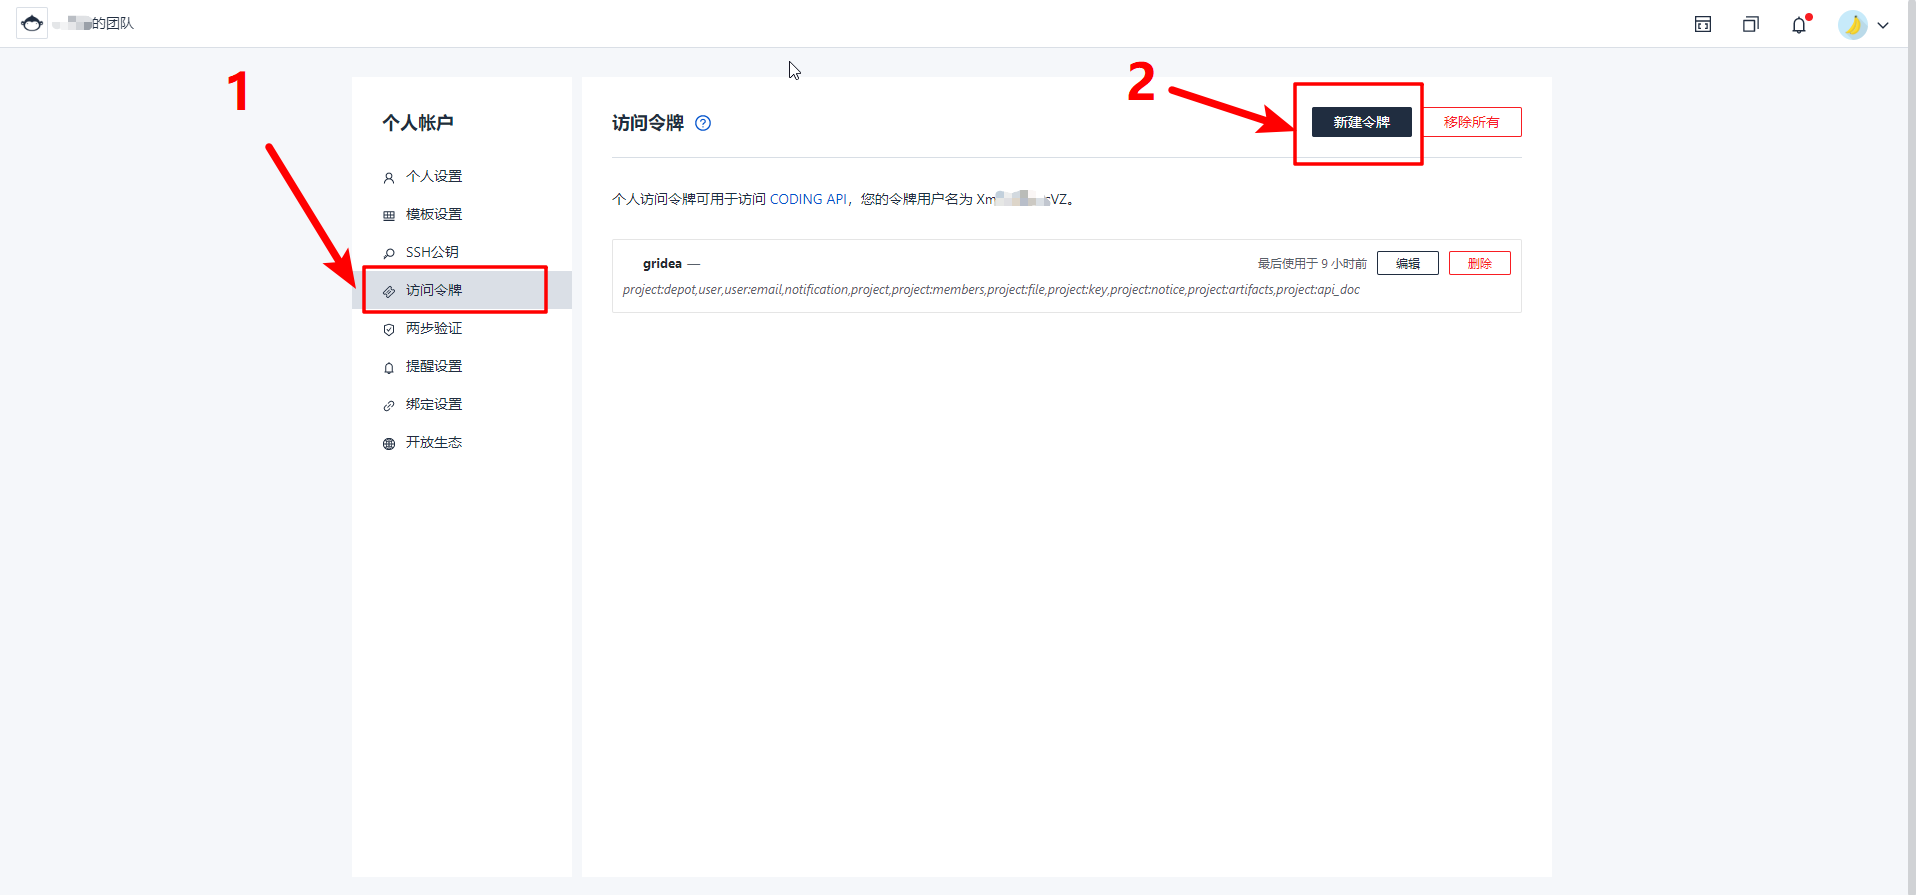 的团队
1
2
个人帐户
个人设置
模板设置
SSH公钥
访问令牌
两步验证
提醒设置
绑定设置
开放生态
访问令牌 ?
新建令牌 移除所有
个人访问令牌可用于访问 CODING API，您的令牌用户名为 Xm VZ。
gridea — 最后使用于 9 小时前 编辑 删除
project:depot,user,user:email,notification,project,project:members,project:file,project:key,project:notice,project:artifacts,project:api_doc